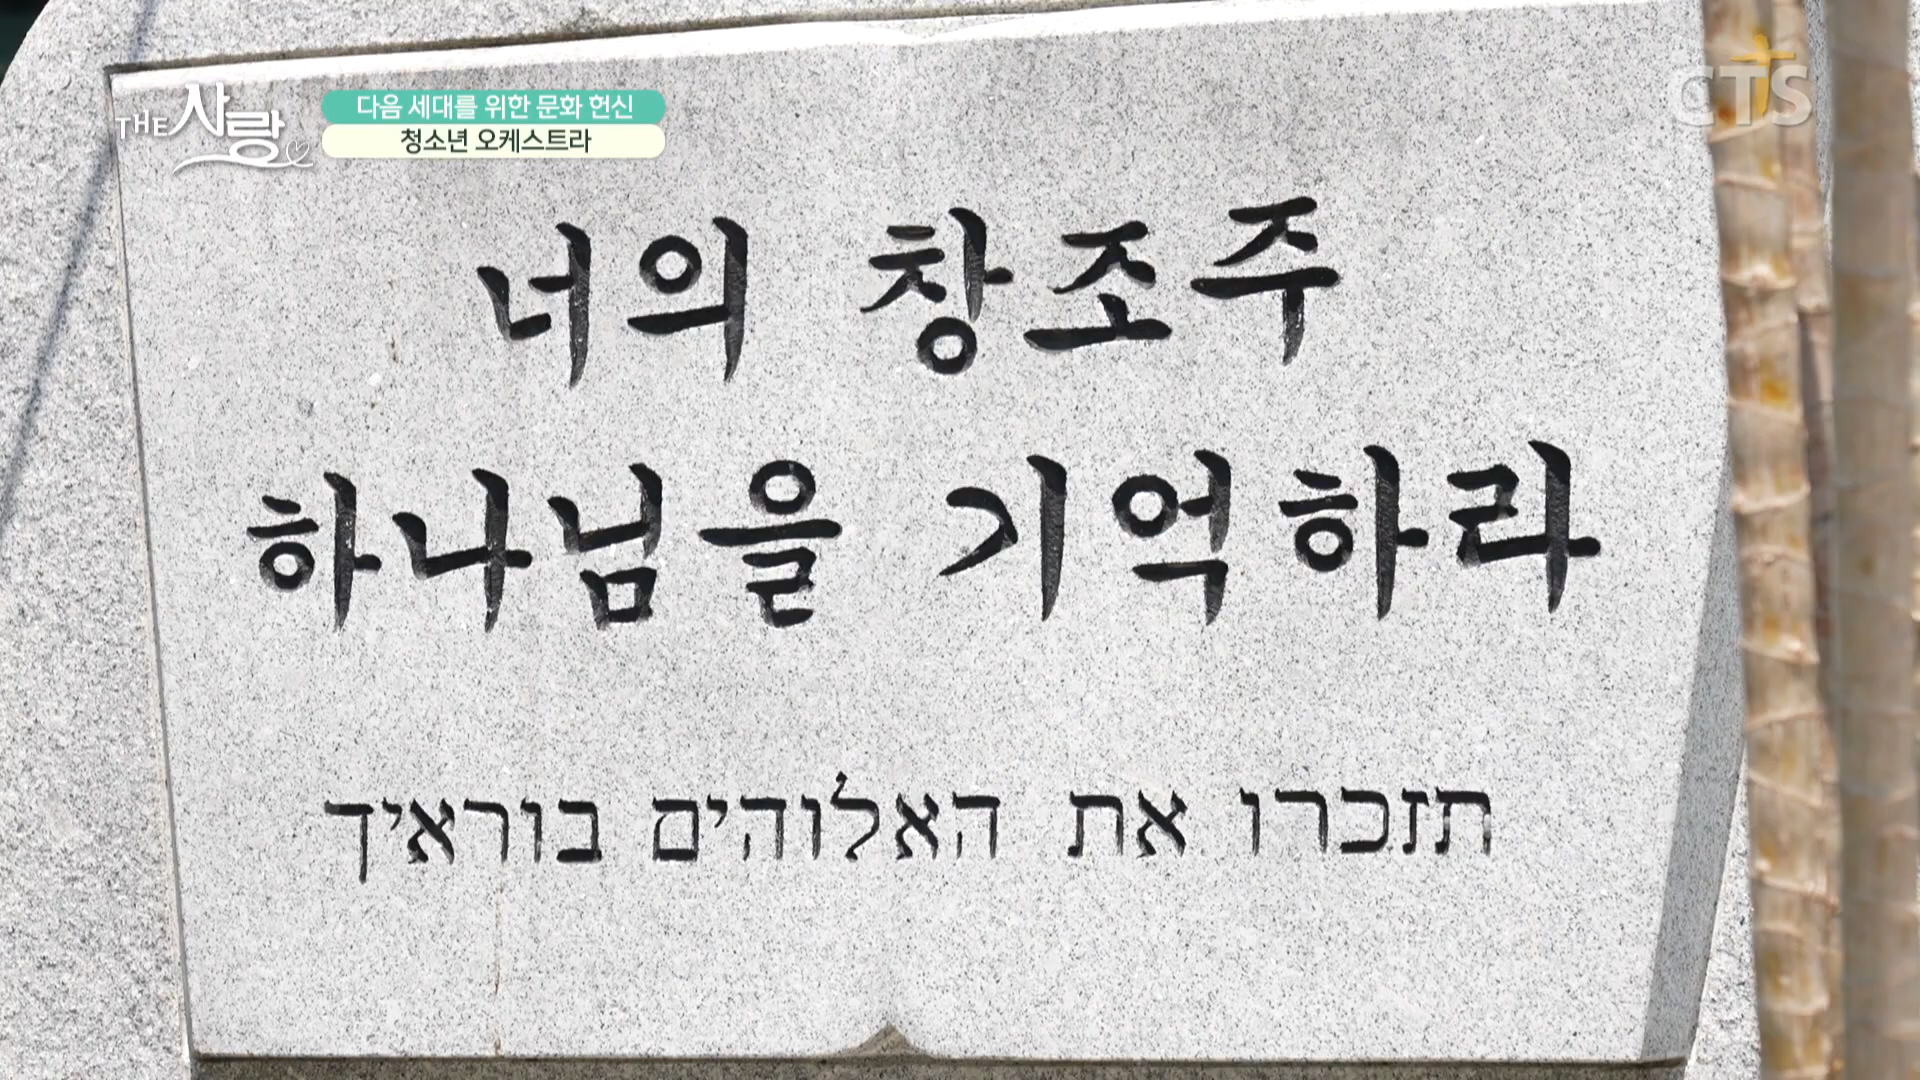 THE 사랑
다음 세대를 위한 문화 헌신
청소년 오케스트라
CTS
너의 창조주
하나님을 기억하라
תזכרו את האלוהים בוראיך